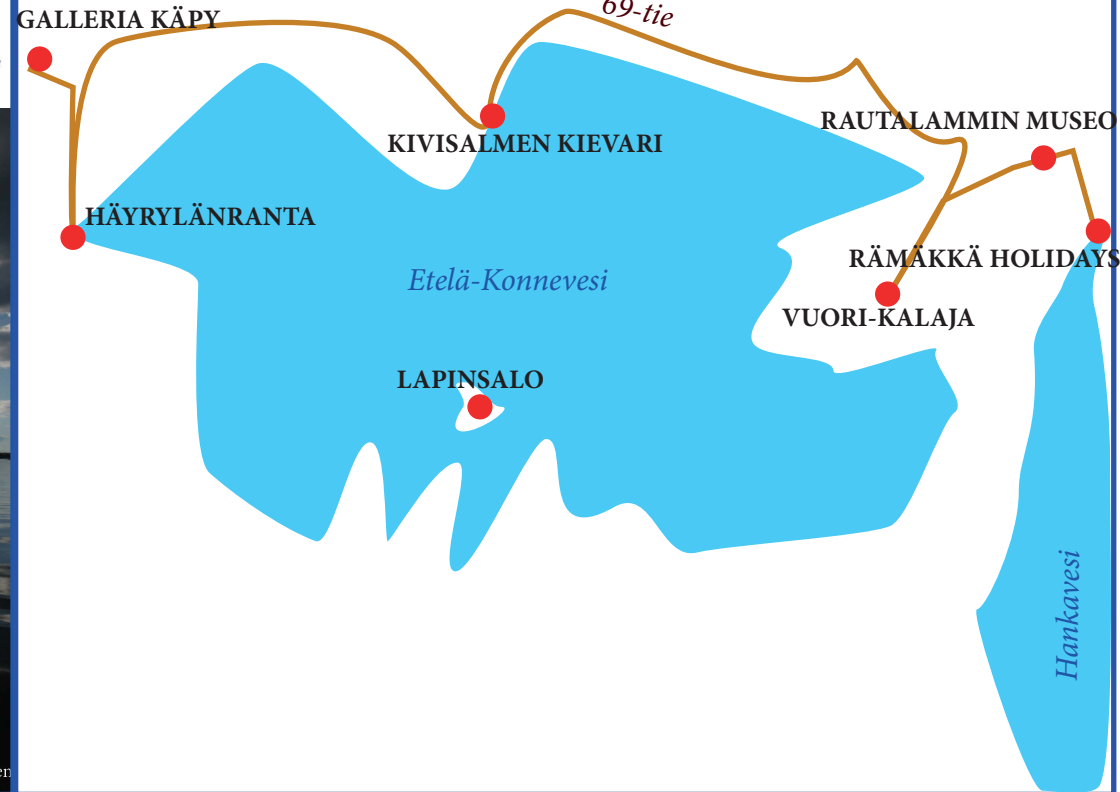 69-tie
GALLERIA KÄPY
RAUTALAMMIN MUSEO
KIVISALMEN KIEVARI
HÄYRYLÄNRANTA
RÄMÄKKÄ HOLIDAYS
Etelä-Konnevesi
VUORI-KALAJA
LAPINSALO
Hankavesi